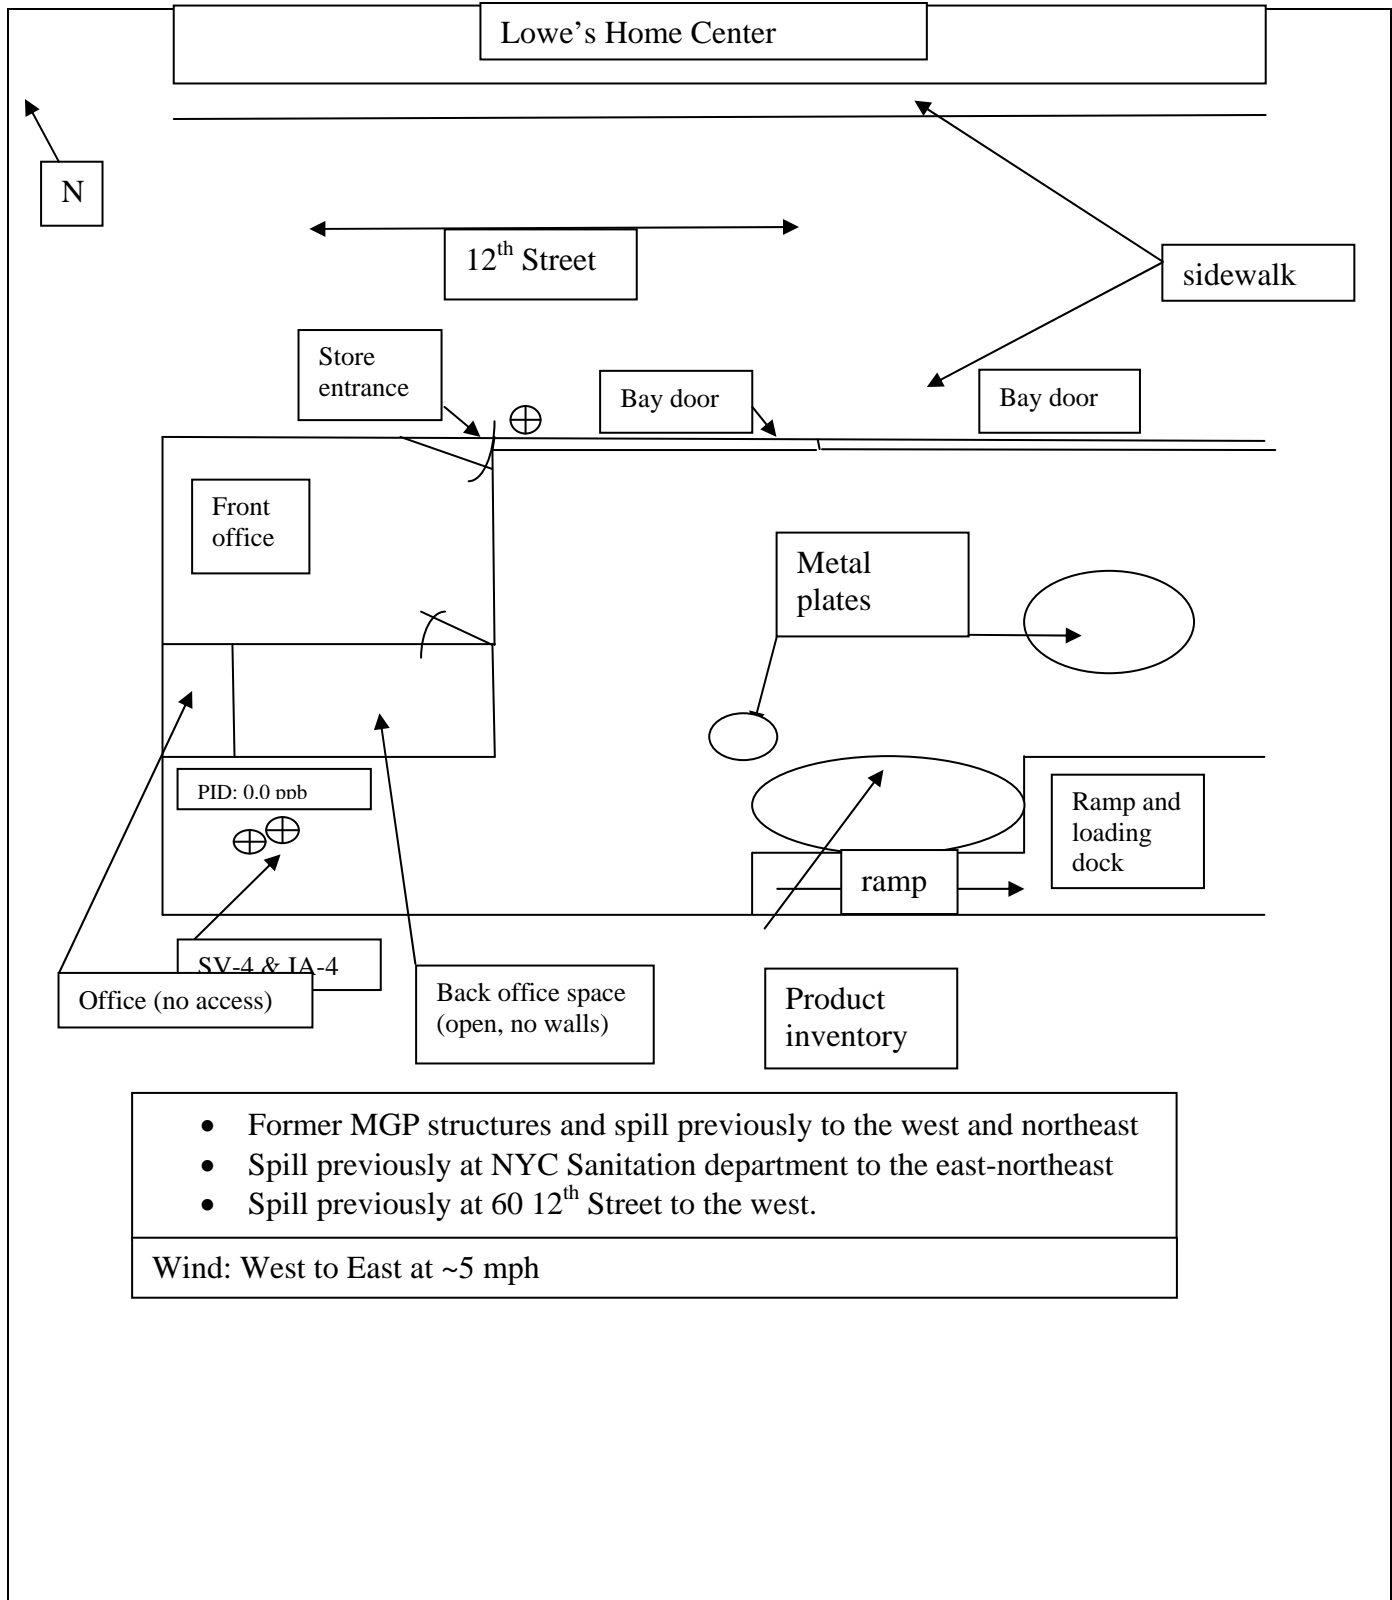 Lowe's Home Center
N
12th Street
sidewalk
Store
entrance
Bay door
Bay door
Front
office
Metal
plates
PID: 0.0 ppb
Ramp and
loading
dock
ramp
SV-4 & IA-4
Office (no access)
Back office space
(open, no walls)
Product
inventory
• Former MGP structures and spill previously to the west and northeast
• Spill previously at NYC Sanitation department to the east-northeast
• Spill previously at 60 12th Street to the west.
Wind: West to East at ~5 mph